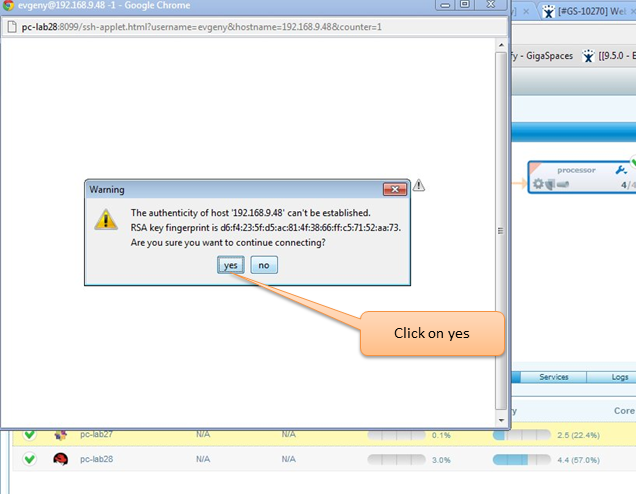 evgeny@192.168.9.48 -1 - Google Chrome
pc-lab28:8099/ssh-applet.html?username=evgeny&hostname=192.168.9.48&counter=1
[#GS-10270] Wei
fy - GigaSpaces
[[9.5.0 - E
processor
4/4
Warning
The authenticity of host '192.168.9.48' can't be established.
RSA key fingerprint is d6:f4:23:5f:d5:ac:81:4f:38:66:ff:c5:71:52:aa:73.
Are you sure you want to continue connecting?
yes
no
Click on yes
Services
Logs
ry
Core
pc-lab27
N/A
N/A
0.1%
2.5 (22.4%)
pc-lab28
N/A
N/A
3.0%
4.4 (57.0%)